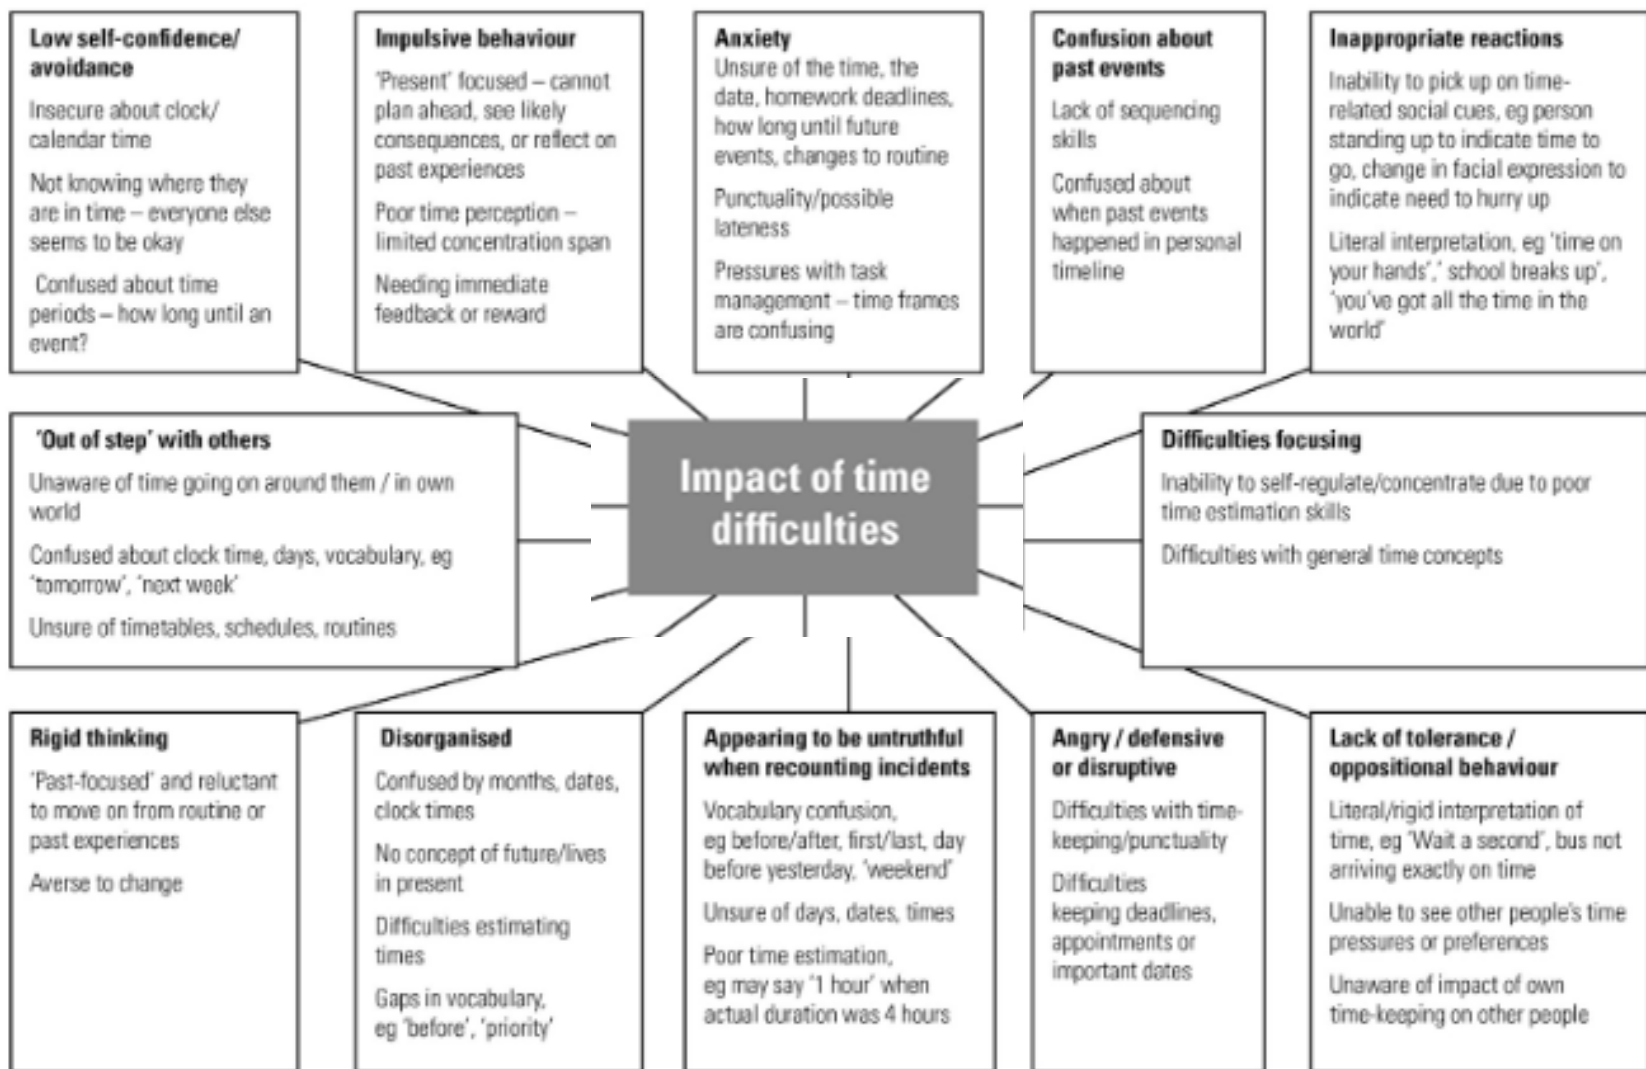 Low self-confidence/
avoidance
Insecure about clock/
calendar time
Not knowing where they
are in time – everyone else
seems to be okay
Confused about time
periods – how long until an
event?
Impulsive behaviour
'Present' focused – cannot
plan ahead, see likely
consequences, or reflect on
past experiences
Poor time perception –
limited concentration span
Needing immediate
feedback or reward
Anxiety
Unsure of the time, the
date, homework deadlines,
how long until future
events, changes to routine
Punctuality/possible
lateness
Pressures with task
management – time frames
are confusing
Confusion about
past events
Lack of sequencing
skills
Confused about
when past events
happened in personal
timeline
Inappropriate reactions
Inability to pick up on time-
related social cues, eg person
standing up to indicate time to
go, change in facial expression to
indicate need to hurry up
Literal interpretation, eg 'time on
your hands',' school breaks up',
'you've got all the time in the
world'
'Out of step' with others
Unaware of time going on around them / in own
world
Confused about clock time, days, vocabulary, eg
'tomorrow', 'next week'
Unsure of timetables, schedules, routines
Impact of time
difficulties
Difficulties focusing
Inability to self-regulate/concentrate due to poor
time estimation skills
Difficulties with general time concepts
Rigid thinking
'Past-focused' and reluctant
to move on from routine or
past experiences
Averse to change
Disorganised
Confused by months, dates,
clock times
No concept of future/lives
in present
Difficulties estimating
times
Gaps in vocabulary,
eg 'before', 'priority'
Appearing to be untruthful
when recounting incidents
Vocabulary confusion,
eg before/after, first/last, day
before yesterday, 'weekend'
Unsure of days, dates, times
Poor time estimation,
eg may say '1 hour' when
actual duration was 4 hours
Angry / defensive
or disruptive
Difficulties with time-
keeping/punctuality
Difficulties
keeping deadlines,
appointments or
important dates
Lack of tolerance /
oppositional behaviour
Literal/rigid interpretation of
time, eg 'Wait a second', bus not
arriving exactly on time
Unable to see other people's time
pressures or preferences
Unaware of impact of own
time-keeping on other people